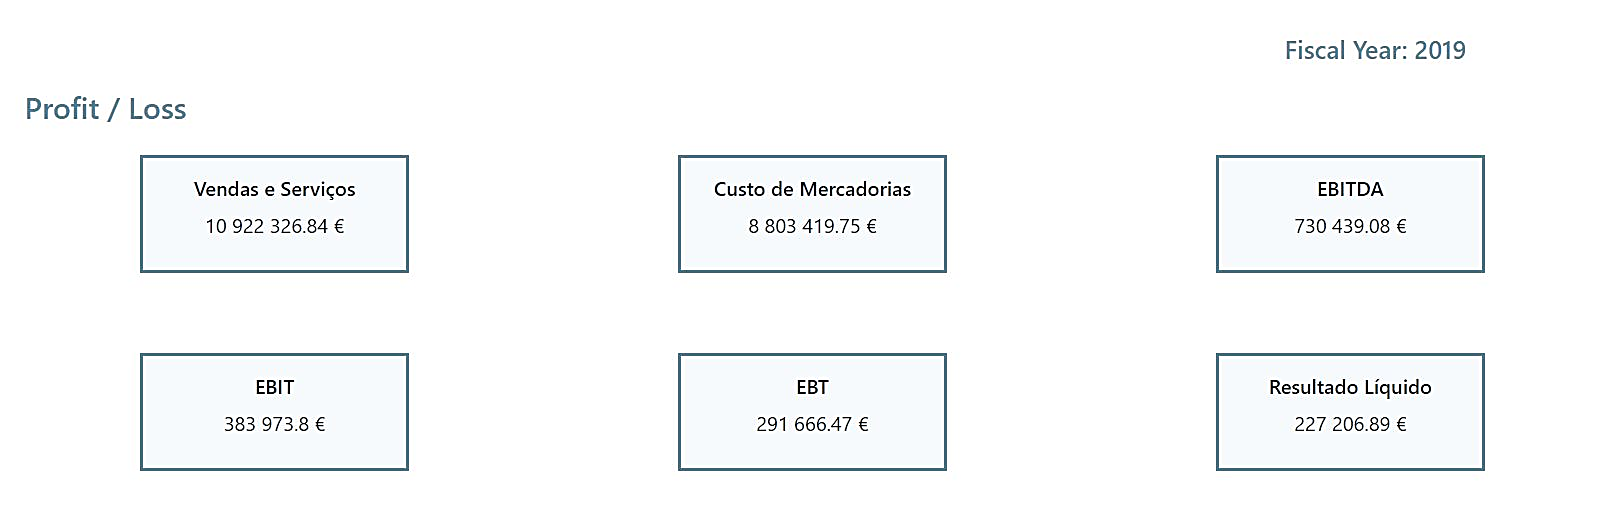 Fiscal Year: 2019
Profit / Loss
Vendas e Serviços
10 922 326.84 €
Custo de Mercadorias
8 803 419.75 €
EBITDA
730 439.08 €
EBIT
383 973.8 €
EBT
291 666.47 €
Resultado Líquido
227 206.89 €